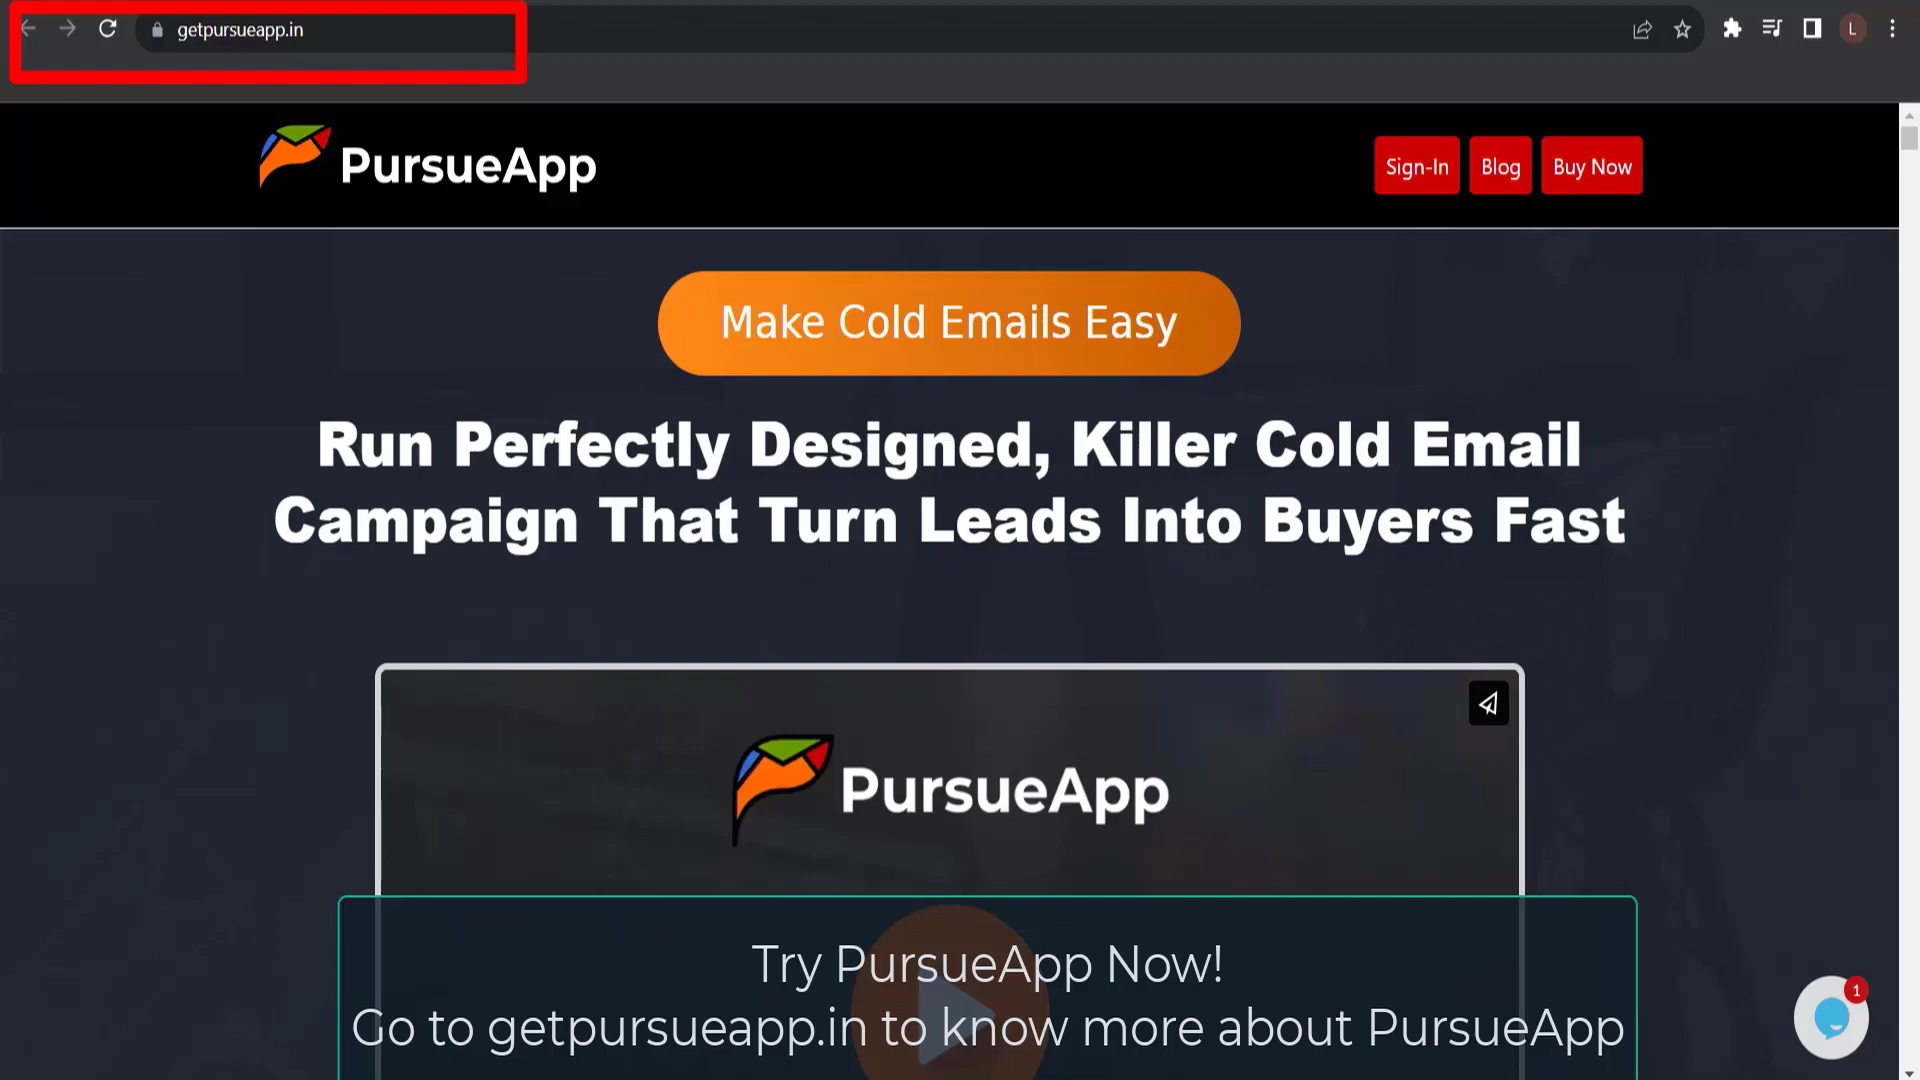 getpursueapp.in
L
PursueApp
Sign-In
Blog
Buy Now
Make Cold Emails Easy
Run Perfectly Designed, Killer Cold Email
Campaign That Turn Leads Into Buyers Fast
PursueApp
Try PursueApp Now!
Go to getpursueapp.in to know more about PursueApp
1